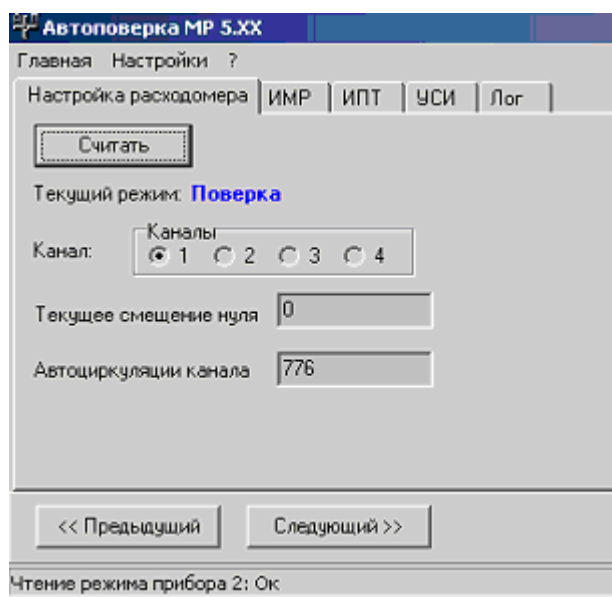 Автоповерка МР 5.XX
Главная Настройки ?
Настройка расходомера ИМР ИПТ УСИ Лог
Считать
Текущий режим: Поверка
Каналы
Канал: 1 2 3 4
Текущее смещение нуля 0
Автоциркуляции канала 776
<< Предыдущий Следующий >>
Чтение режима прибора 2: Ок